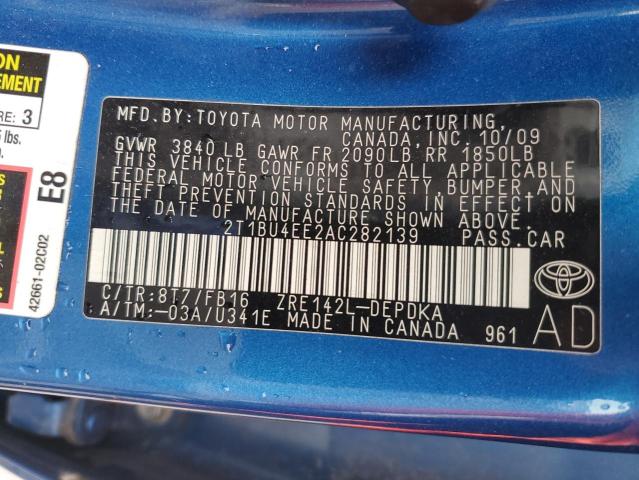 ON
EMENT
RE: 3
lbs.
E8
42661-02C02
MFD. BY: TOYOTA MOTOR MANUFACTURING,
CANADA, INC. 10/09
GVWR 3840 LB GAWR FR 2090LB RR 1850LB
THIS VEHICLE CONFORMS TO ALL APPLICABLE
FEDERAL MOTOR VEHICLE SAFETY, BUMPER, AND
THEFT PREVENTION STANDARDS IN EFFECT ON
THE DATE OF MANUFACTURE SHOWN ABOVE.
2T1BU4EE2AC282139 PASS. CAR
C/TR: 8T7/FB16 ZRE142L-DEPDKA
A/TM: -03A/U341E MADE IN CANADA 961
TOYOTA
AD